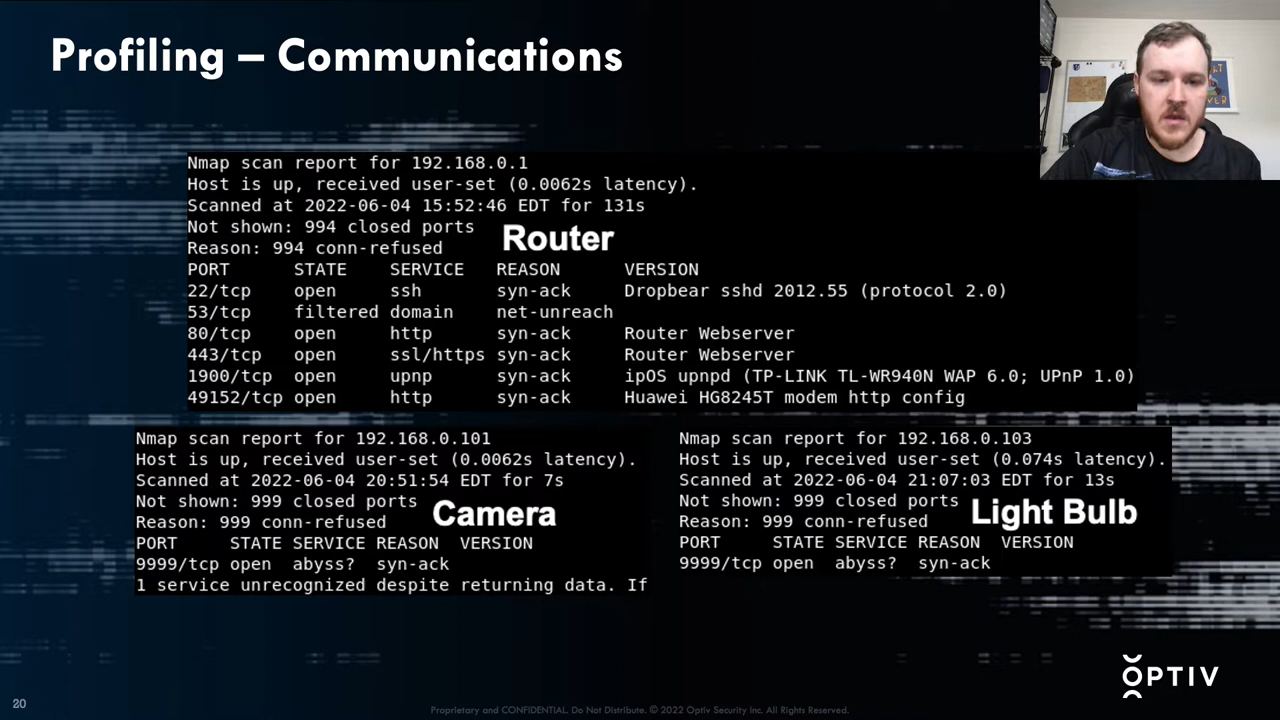 Profiling – Communications
Nmap scan report for 192.168.0.1
Host is up, received user-set (0.0062s latency).
Scanned at 2022-06-04 15:52:46 EDT for 131s
Not shown: 994 closed ports
Reason: 994 conn-refused
Router
PORT STATE SERVICE REASON VERSION
22/tcp open ssh syn-ack Dropbear sshd 2012.55 (protocol 2.0)
53/tcp filtered domain net-unreach
80/tcp open http syn-ack Router Webserver
443/tcp open ssl/https syn-ack Router Webserver
1900/tcp open upnp syn-ack ipOS upnpd (TP-LINK TL-WR940N WAP 6.0; UPnP 1.0)
49152/tcp open http syn-ack Huawei HG8245T modem http config
Nmap scan report for 192.168.0.101
Host is up, received user-set (0.0062s latency).
Scanned at 2022-06-04 20:51:54 EDT for 7s
Not shown: 999 closed ports
Reason: 999 conn-refused
Camera
PORT STATE SERVICE REASON VERSION
9999/tcp open abyss? syn-ack
1 service unrecognized despite returning data. If
Nmap scan report for 192.168.0.103
Host is up, received user-set (0.074s latency).
Scanned at 2022-06-04 21:07:03 EDT for 13s
Not shown: 999 closed ports
Reason: 999 conn-refused
Light Bulb
PORT STATE SERVICE REASON VERSION
9999/tcp open abyss? syn-ack
OPTIV
20
Proprietary and CONFIDENTIAL. Do Not Distribute. © 2022 Optiv Security Inc. All Rights Reserved.